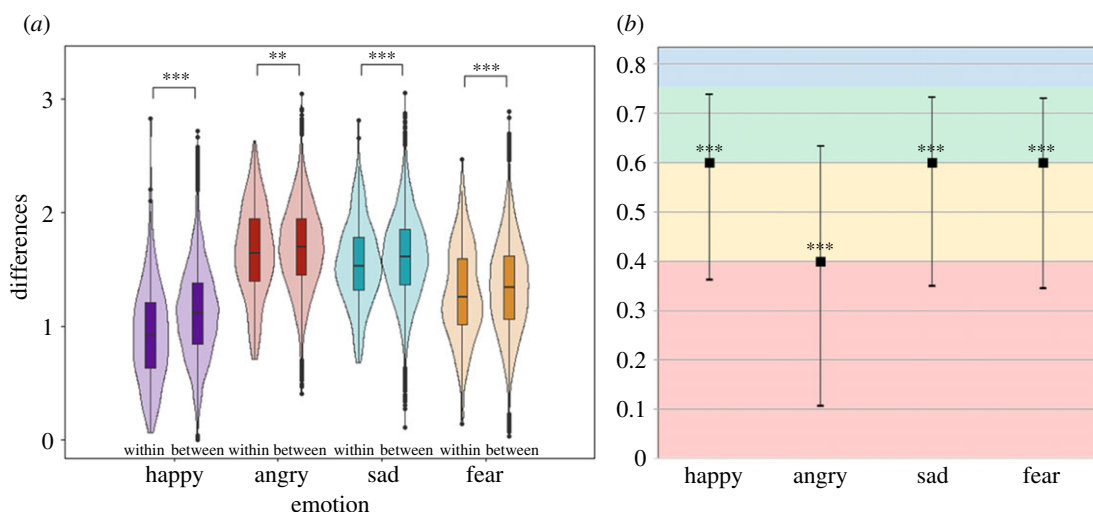 (a)
*** ** *** ***
3
2
1
0
differences
within between within between within between within between
happy angry sad fear
emotion
(b)
0.8
0.7
0.6
0.5
0.4
0.3
0.2
0.1
0
*** *** *** ***
happy angry sad fear